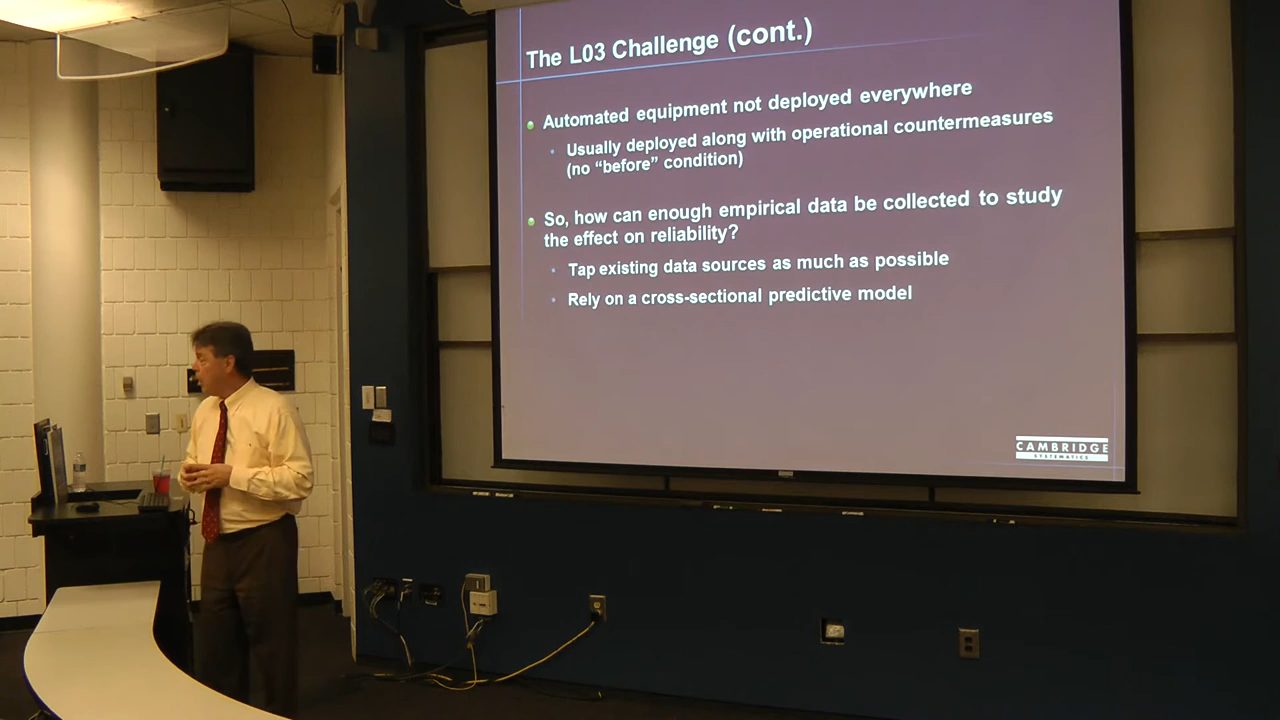 The L03 Challenge (cont.)
Automated equipment not deployed everywhere
Usually deployed along with operational countermeasures
(no “before” condition)
So, how can enough empirical data be collected to study
the effect on reliability?
Tap existing data sources as much as possible
Rely on a cross-sectional predictive model
CAMBRIDGE
SYSTEMATICS